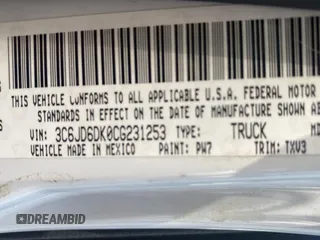 THIS VEHICLE CONFORMS TO ALL APPLICABLE U.S.A. FEDERAL MOTOR
STANDARDS IN EFFECT ON THE DATE OF MANUFACTURE SHOWN AB
VIN: 3C6JD6DK0CG231253 TYPE: TRUCK
VEHICLE MADE IN MEXICO PAINT: PW7 TRIM: TXV3
DREAMBID